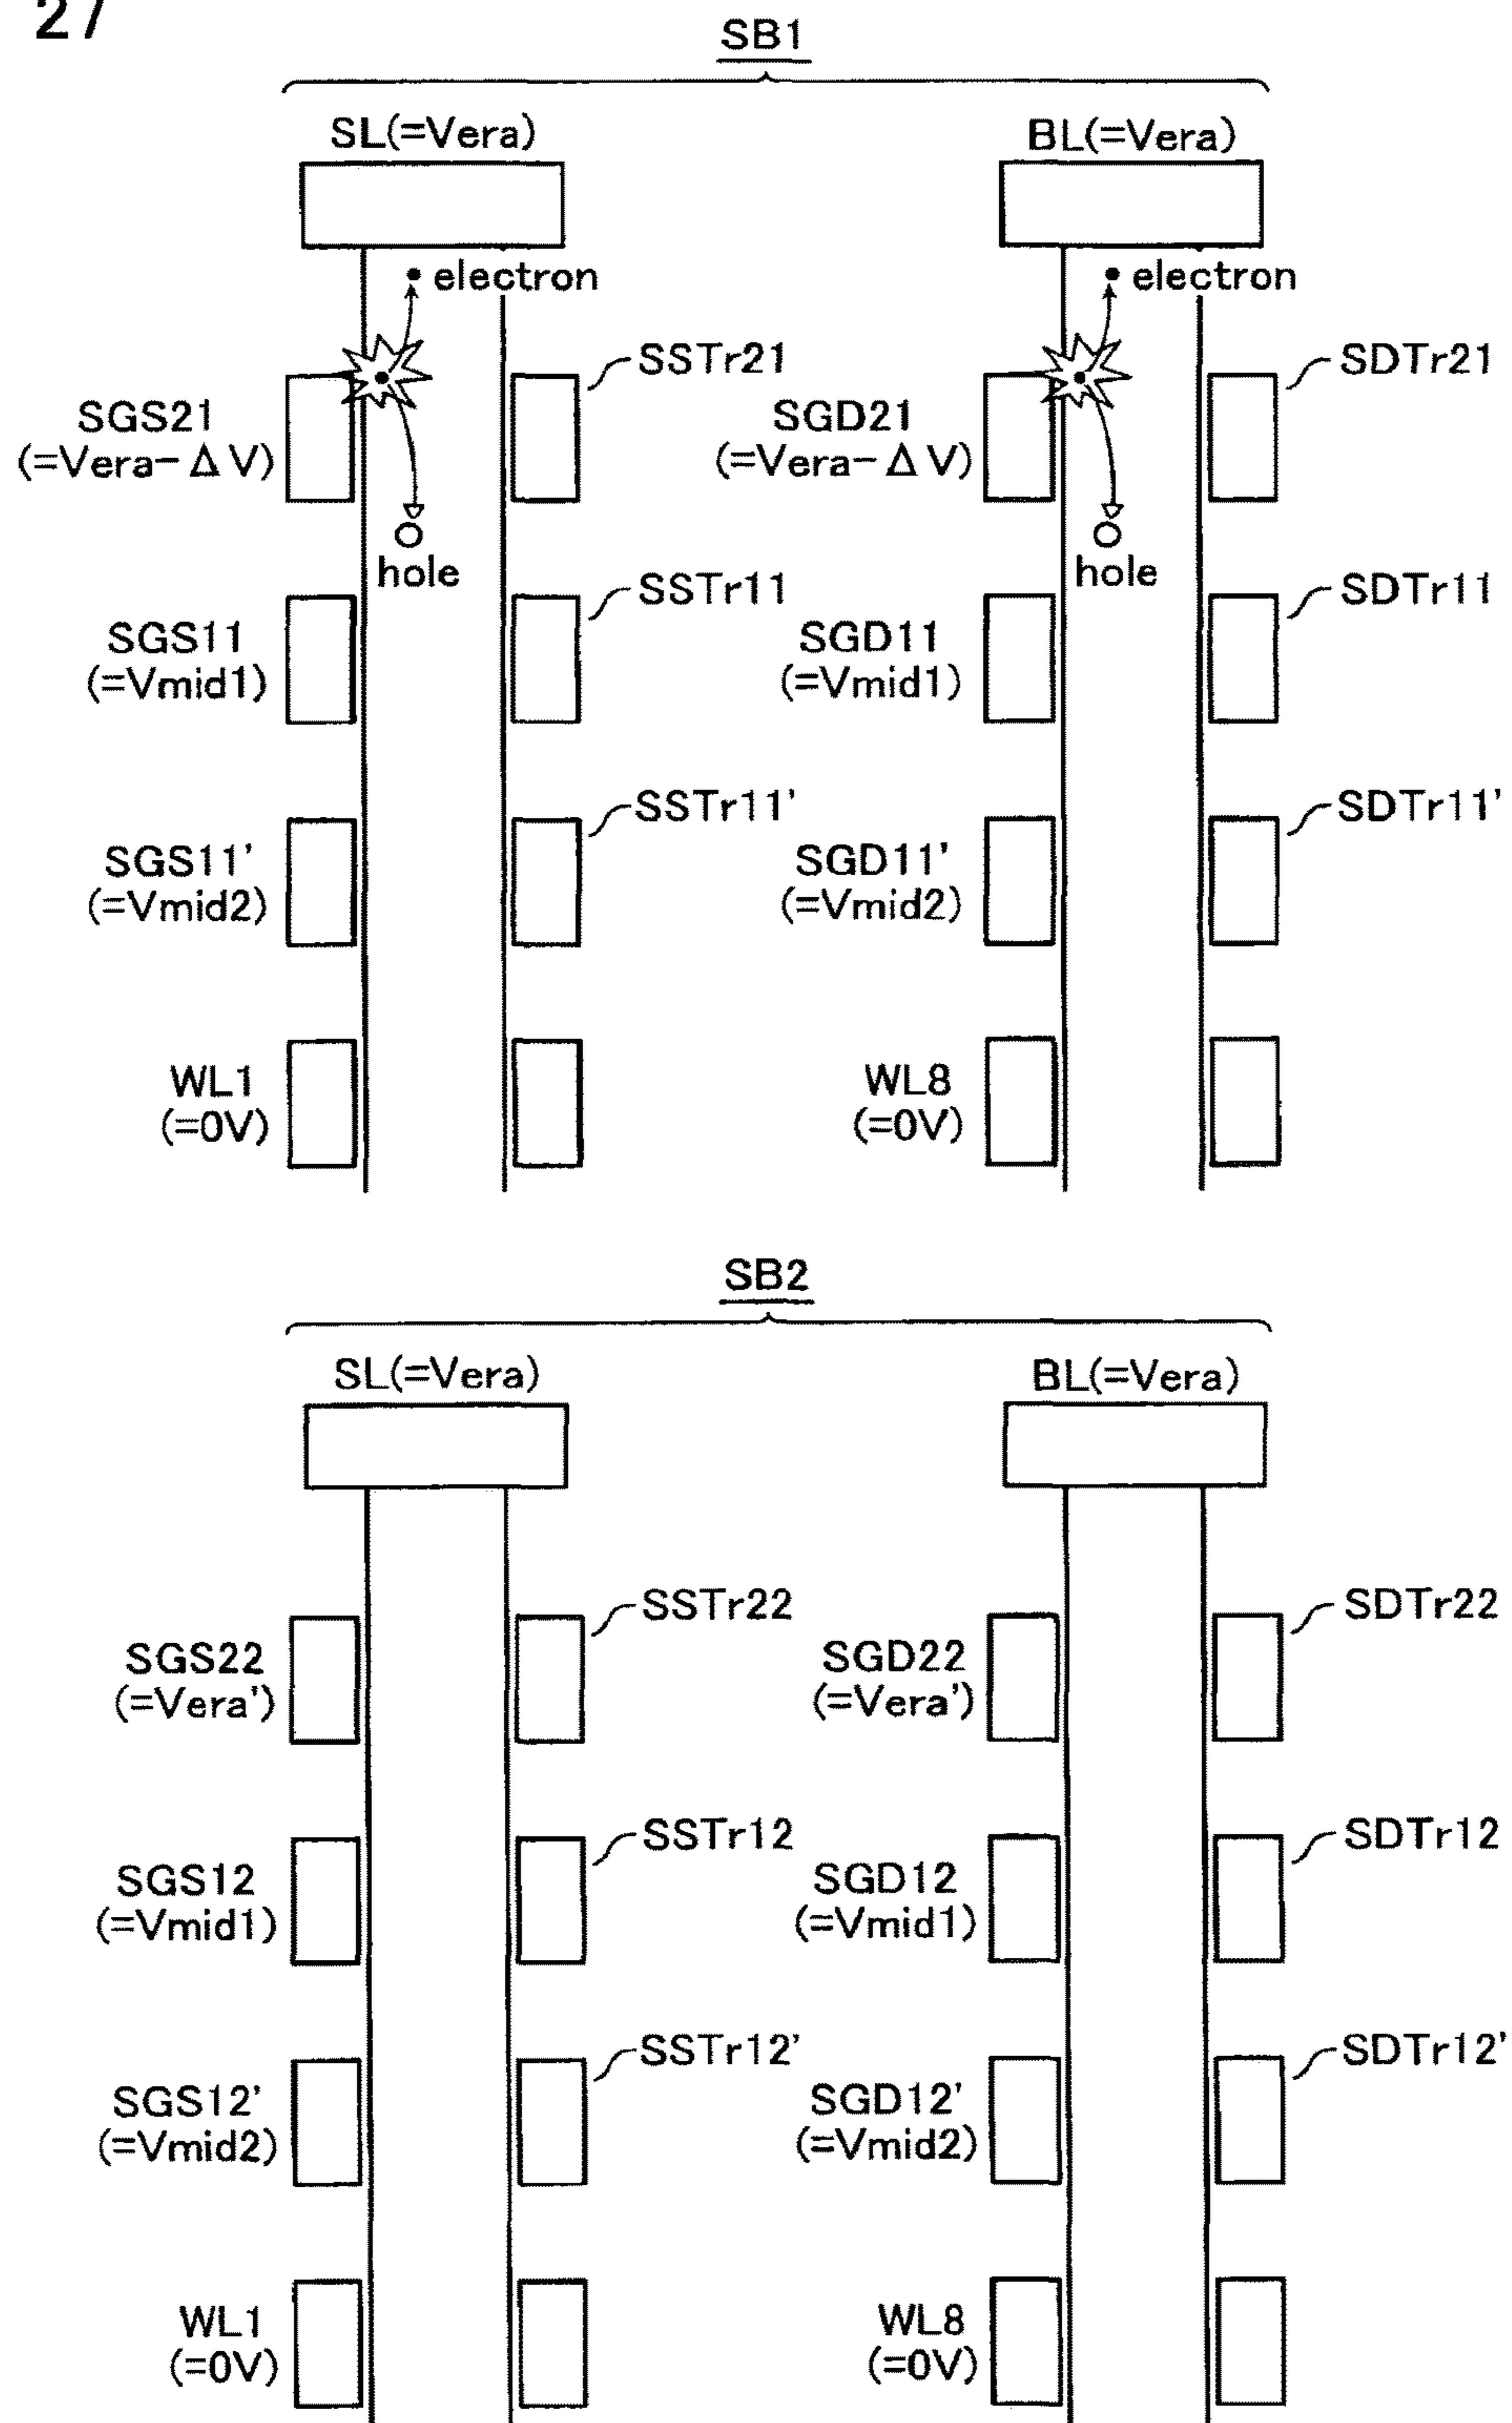 27
SB1
SL(=Vera)
BL(=Vera)
electron
electron
SSTr21
SDTr21
SGS21
(=Vera-ΔV)
SGD21
(=Vera-ΔV)
hole
hole
SSTr11
SDTr11
SGS11
(=Vmid1)
SGD11
(=Vmid1)
SSTr11'
SDTr11'
SGS11'
(=Vmid2)
SGD11'
(=Vmid2)
WL1
(=0V)
WL8
(=0V)
SB2
SL(=Vera)
BL(=Vera)
SSTr22
SDTr22
SGS22
(=Vera')
SGD22
(=Vera')
SSTr12
SDTr12
SGS12
(=Vmid1)
SGD12
(=Vmid1)
SSTr12'
SDTr12'
SGS12'
(=Vmid2)
SGD12'
(=Vmid2)
WL1
(=0V)
WL8
(=0V)